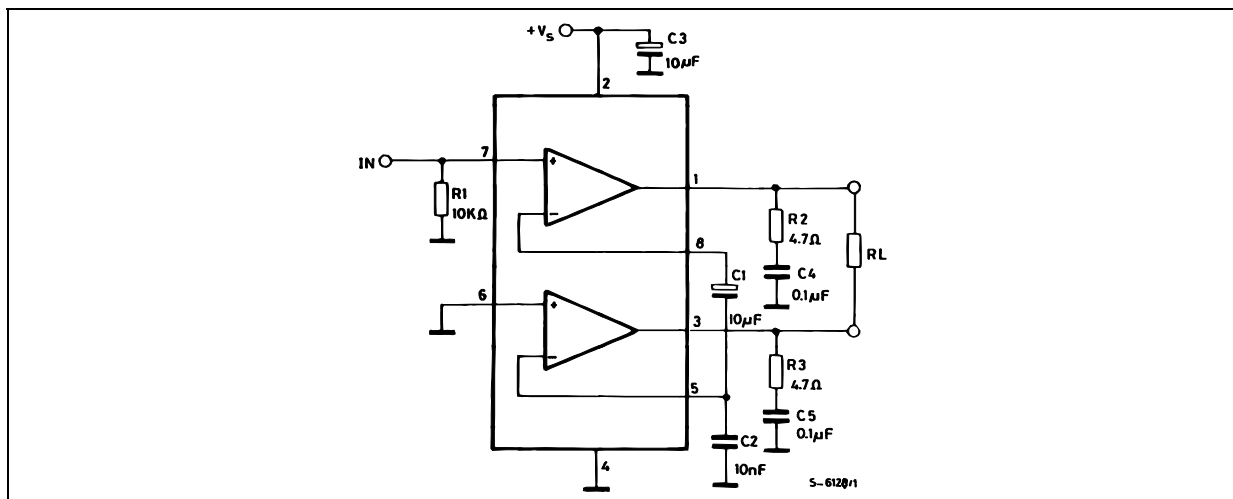 +Vs
C3
10µF
2
IN
7
+
R1
10KΩ
−
1
R2
4.7Ω
8
C4
0.1µF
RL
C1
10µF
6
+
3
−
R3
4.7Ω
5
C5
0.1µF
C2
10nF
4
S-6128/1